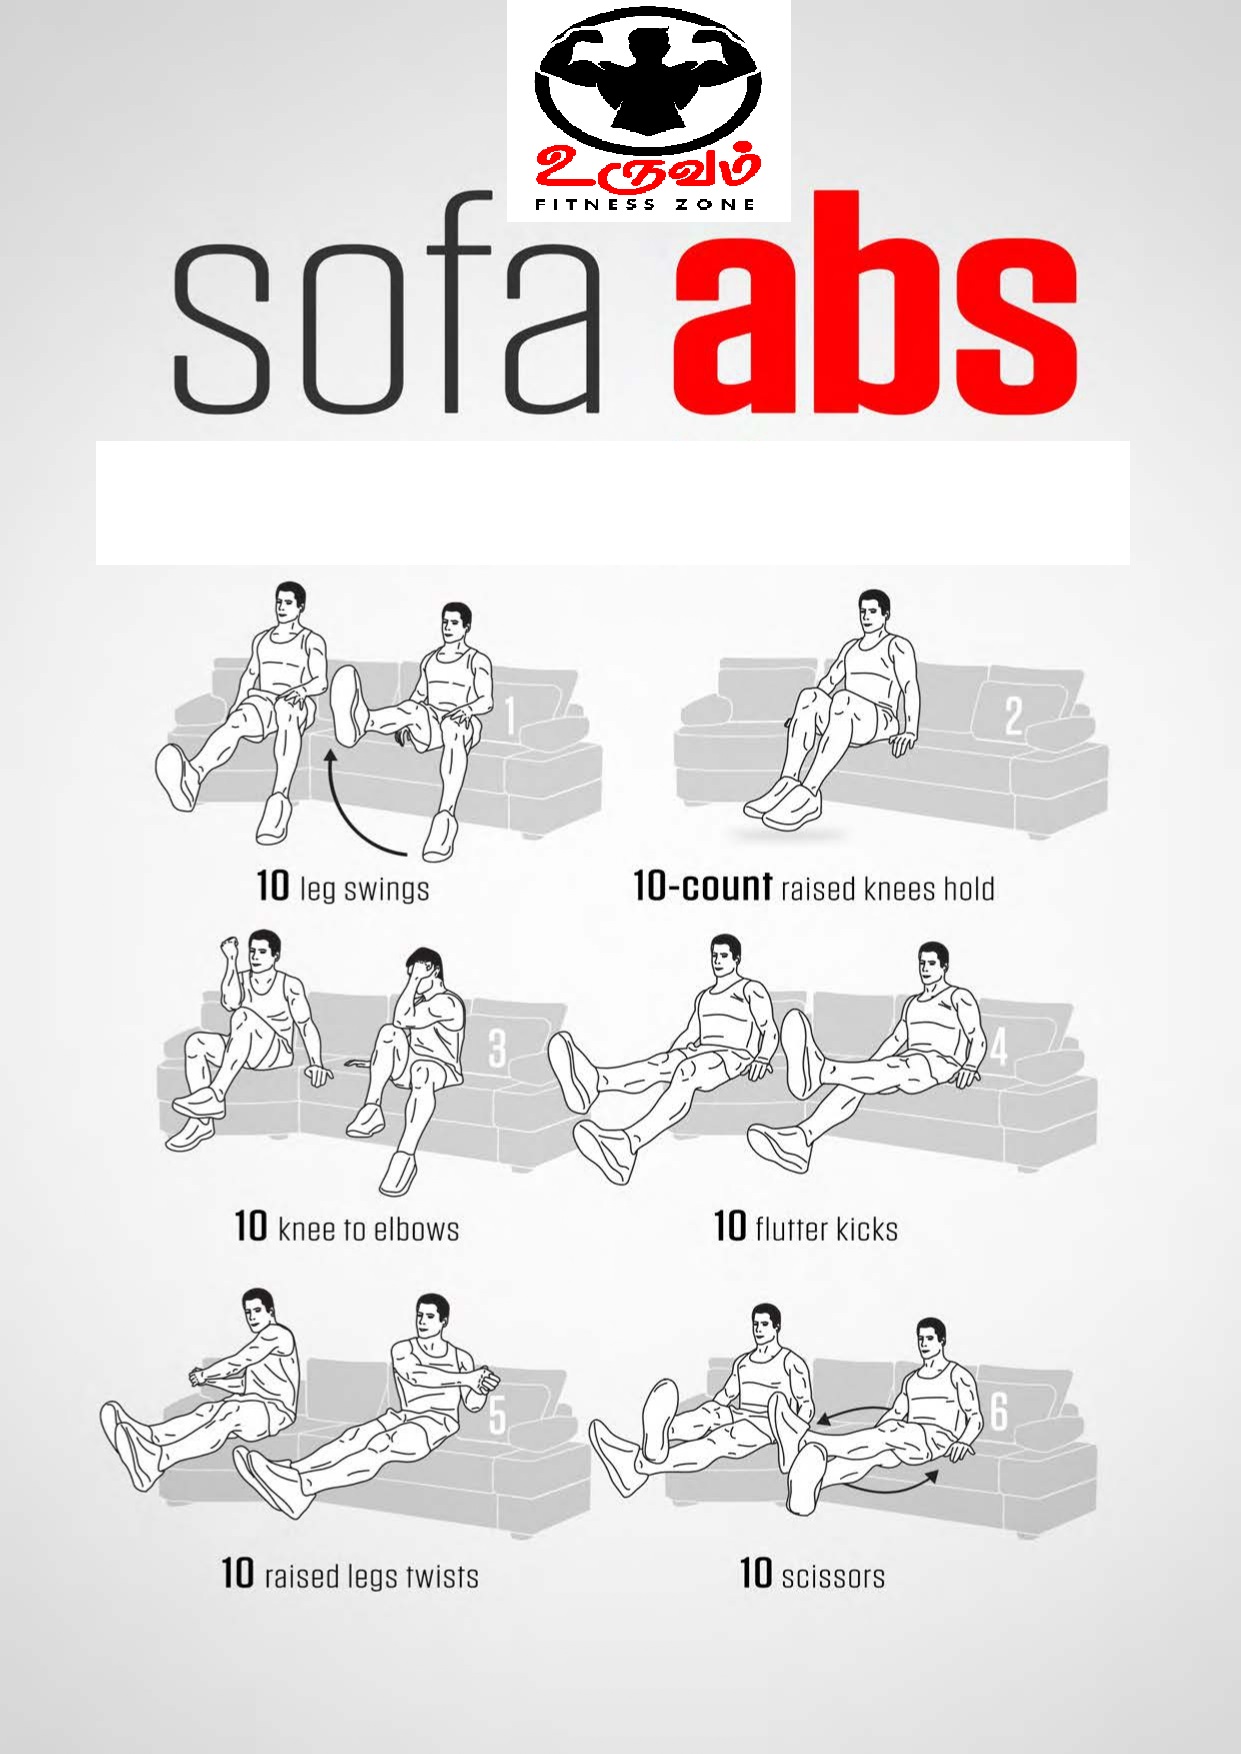 உருவம்
FITNESS ZONE
sofa abs
1
2
10 leg swings
10-count raised knees hold
3
4
10 knee to elbows
10 flutter kicks
5
6
10 raised legs twists
10 scissors